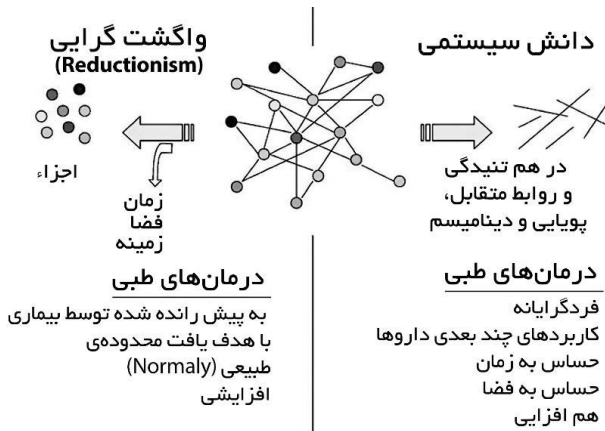 دانش سیستمی
در هم تنیدگی
و روابط متقابل،
پویایی و دینامیسم
درمان‌های طبی
فردگرایانه
کاربردهای چند بعدی داروها
حساس به زمان
حساس به فضا
هم افزایی
واگشت گرایی
(Reductionism)
اجزاء
زمان
فضا
زمینه
درمان‌های طبی
به پیش رانده شده توسط بیماری
با هدف یافت محدوده‌ی
طبیعی (Normaly)
افزایشی